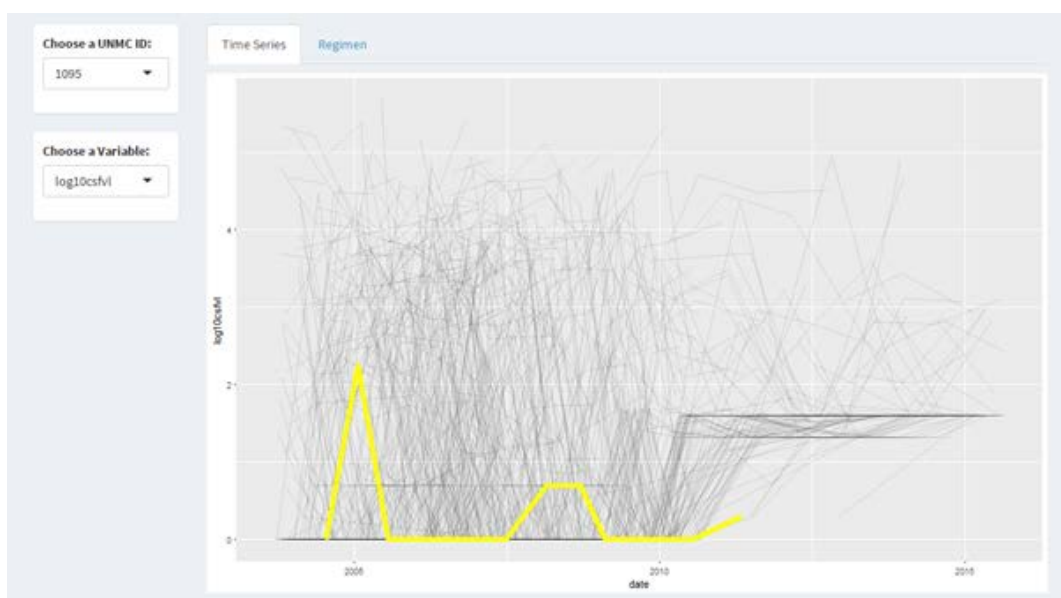 Choose a UNMC ID:
1095
Choose a Variable:
log10csfvl
Time Series
Regimen
log10csfvl
4
2
0
2005
2010
2015
date